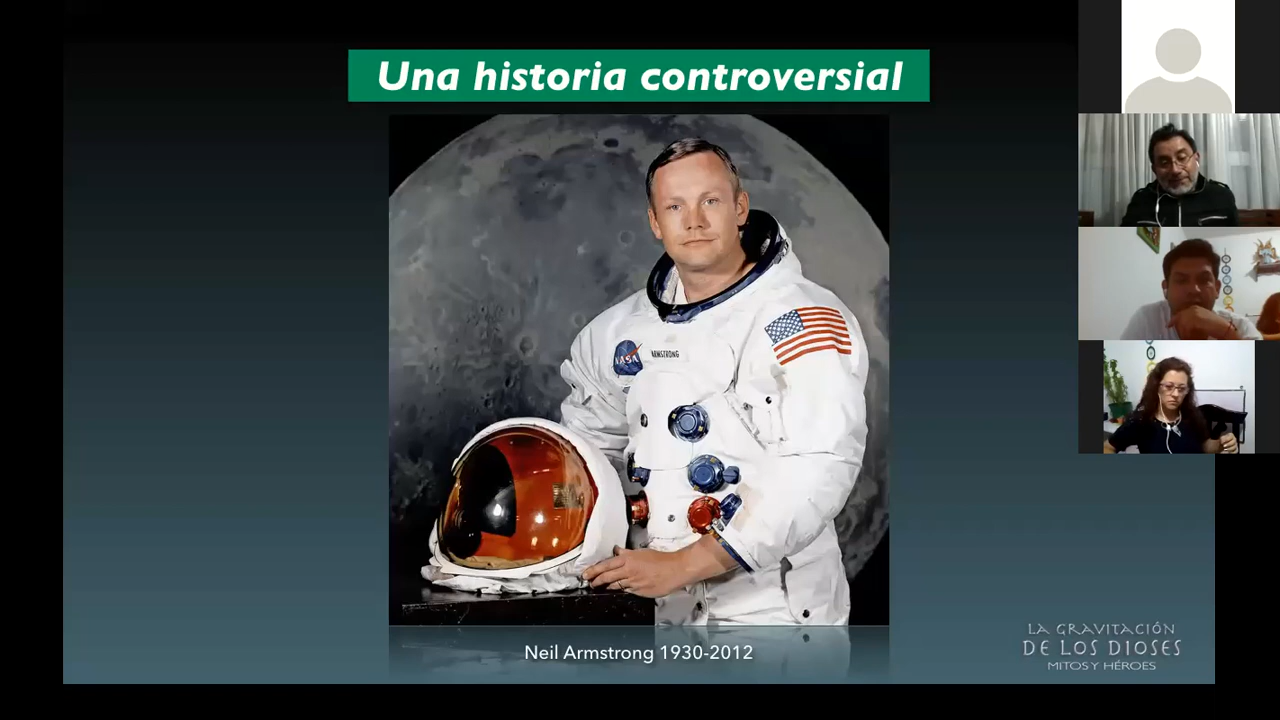 Una historia controversial
NASA
ARMSTRONG
Neil Armstrong 1930-2012
LA GRAVITACIÓN
DE LOS DIOSES
MITOS Y HÉROES